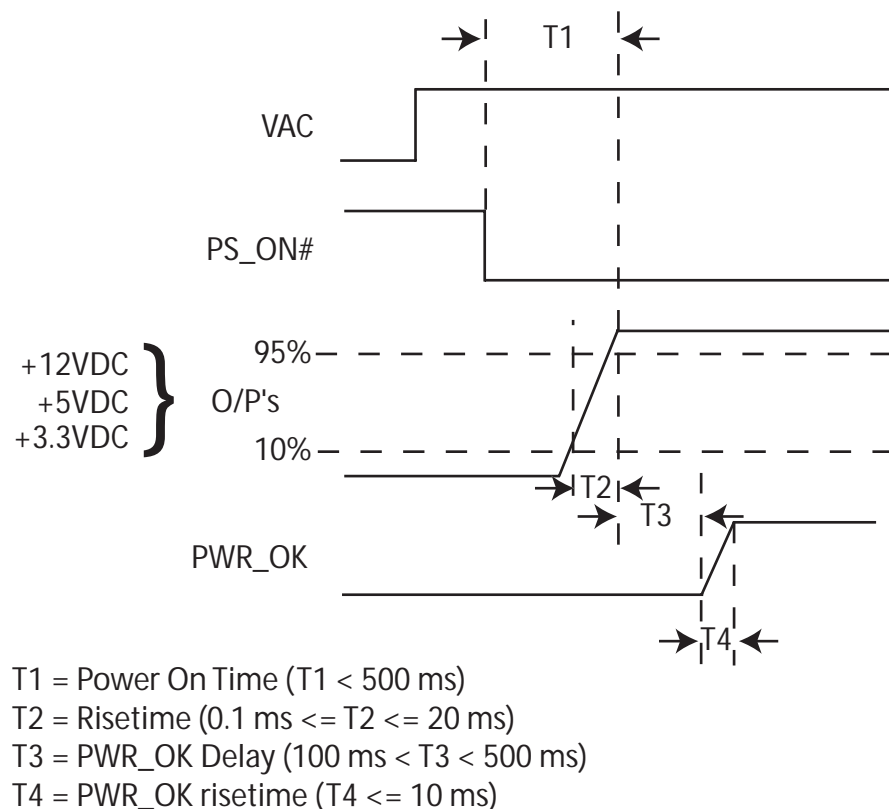 T1
VAC
PS_ON#
+12VDC
+5VDC
+3.3VDC
}
O/P's
95%
10%
T2
T3
PWR_OK
T4
T1 = Power On Time (T1 < 500 ms)
T2 = Risetime (0.1 ms <= T2 <= 20 ms)
T3 = PWR_OK Delay (100 ms < T3 < 500 ms)
T4 = PWR_OK risetime (T4 <= 10 ms)